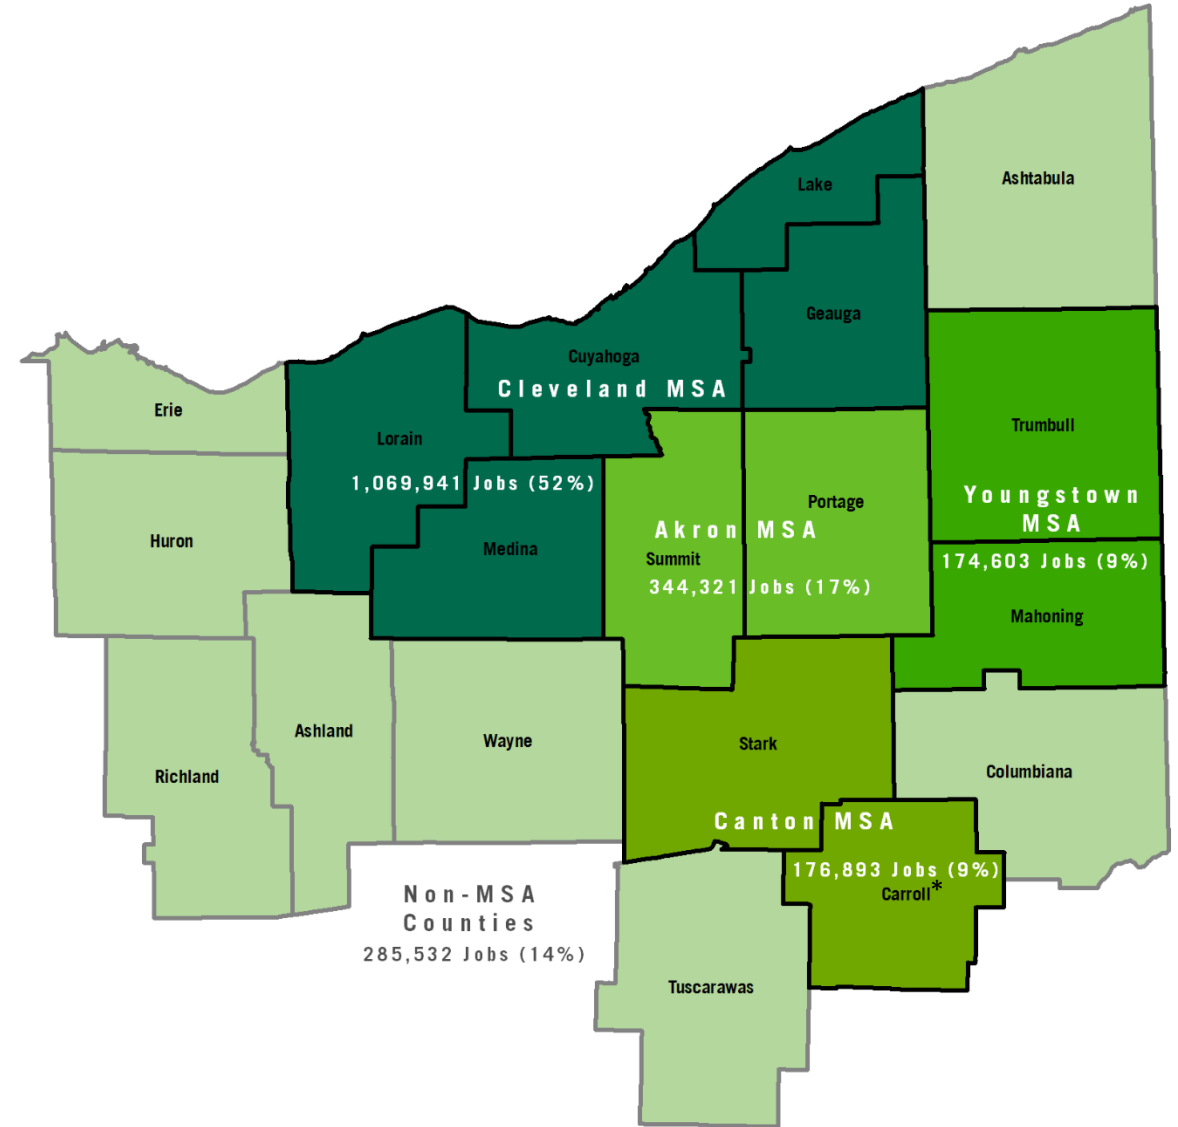 Ashtabula
Lake
Geauga
Cuyahoga
Cleveland MSA
Erie
Lorain
Trumbull
1,069,941 Jobs (52%)
Portage
Youngstown
MSA
Akron MSA
Huron
Medina
Summit
174,603 Jobs (9%)
344,321 Jobs (17%)
Mahoning
Ashland
Wayne
Stark
Richland
Columbiana
Canton MSA
176,893 Jobs (9%)
Carroll*
Non-MSA
Counties
285,532 Jobs (14%)
Tuscarawas